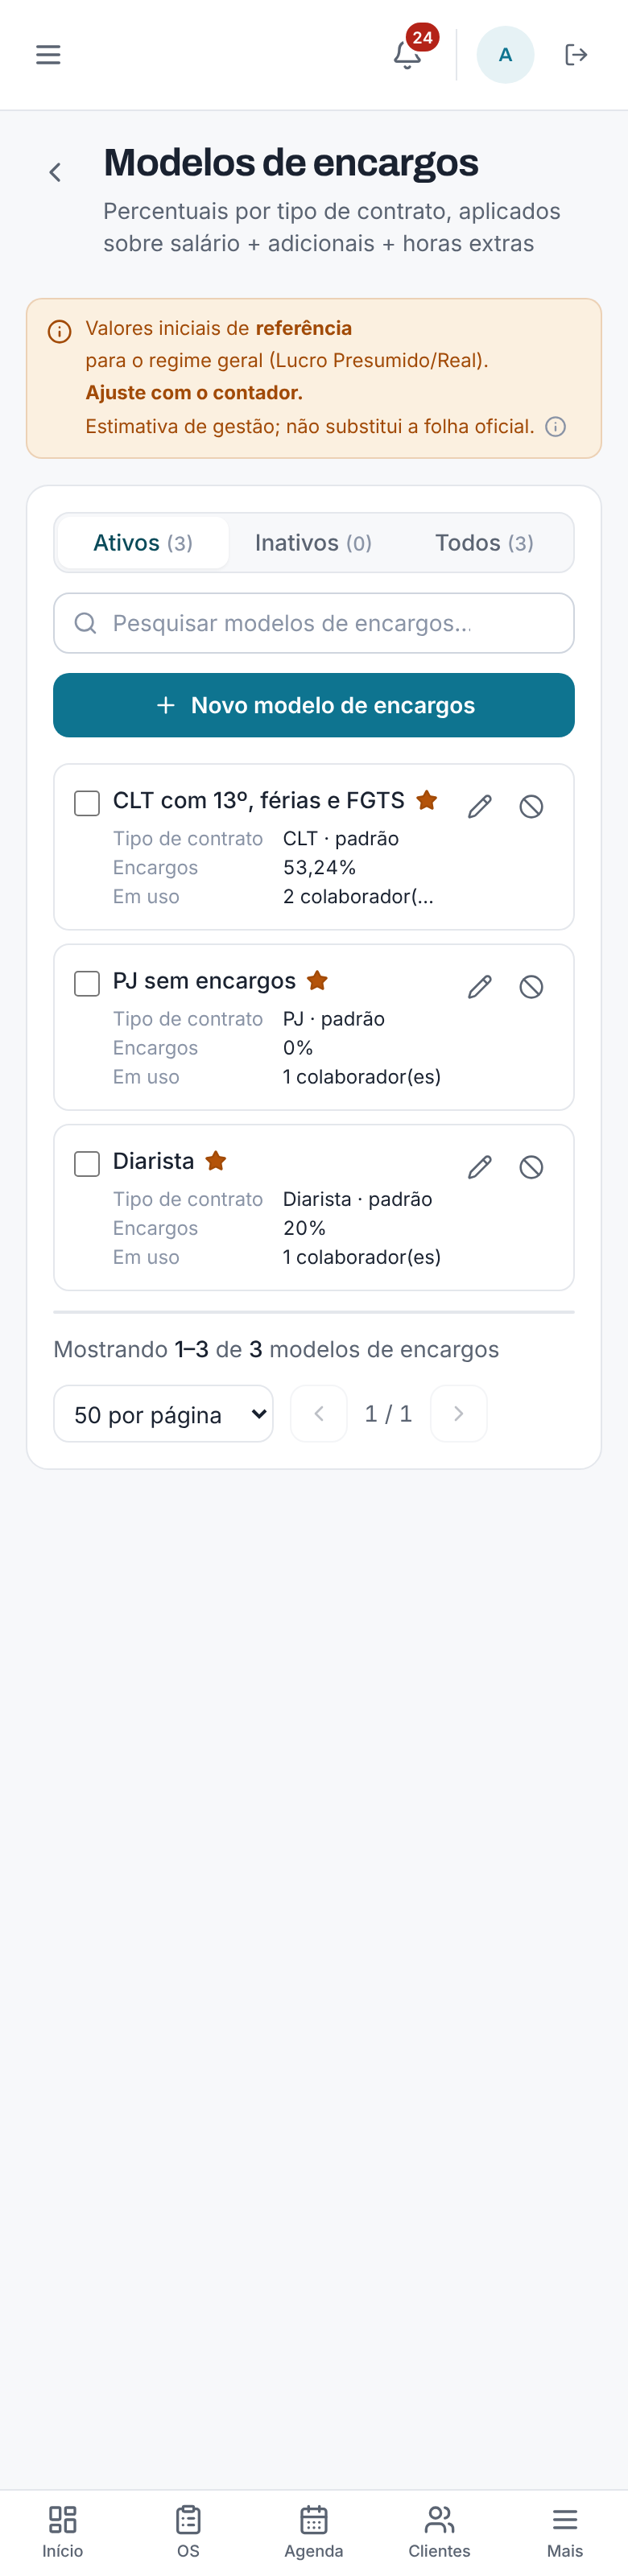 24
A
Modelos de encargos
Percentuais por tipo de contrato, aplicados
sobre salário + adicionais + horas extras
Valores iniciais de referência
para o regime geral (Lucro Presumido/Real).
Ajuste com o contador.
Estimativa de gestão; não substitui a folha oficial.
Ativos (3) Inativos (0) Todos (3)
Pesquisar modelos de encargos...
+ Novo modelo de encargos
CLT com 13º, férias e FGTS
Tipo de contrato CLT · padrão
Encargos 53,24%
Em uso 2 colaborador(...
PJ sem encargos
Tipo de contrato PJ · padrão
Encargos 0%
Em uso 1 colaborador(es)
Diarista
Tipo de contrato Diarista · padrão
Encargos 20%
Em uso 1 colaborador(es)
Mostrando 1–3 de 3 modelos de encargos
50 por página 1 / 1
Início OS Agenda Clientes Mais